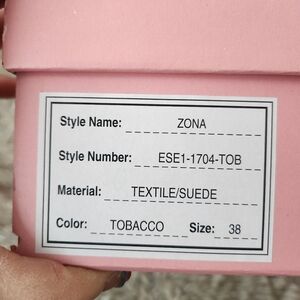 Style Name: ZONA
Style Number: ESE1-1704-TOB
Material: TEXTILE/SUEDE
Color: TOBACCO Size: 38